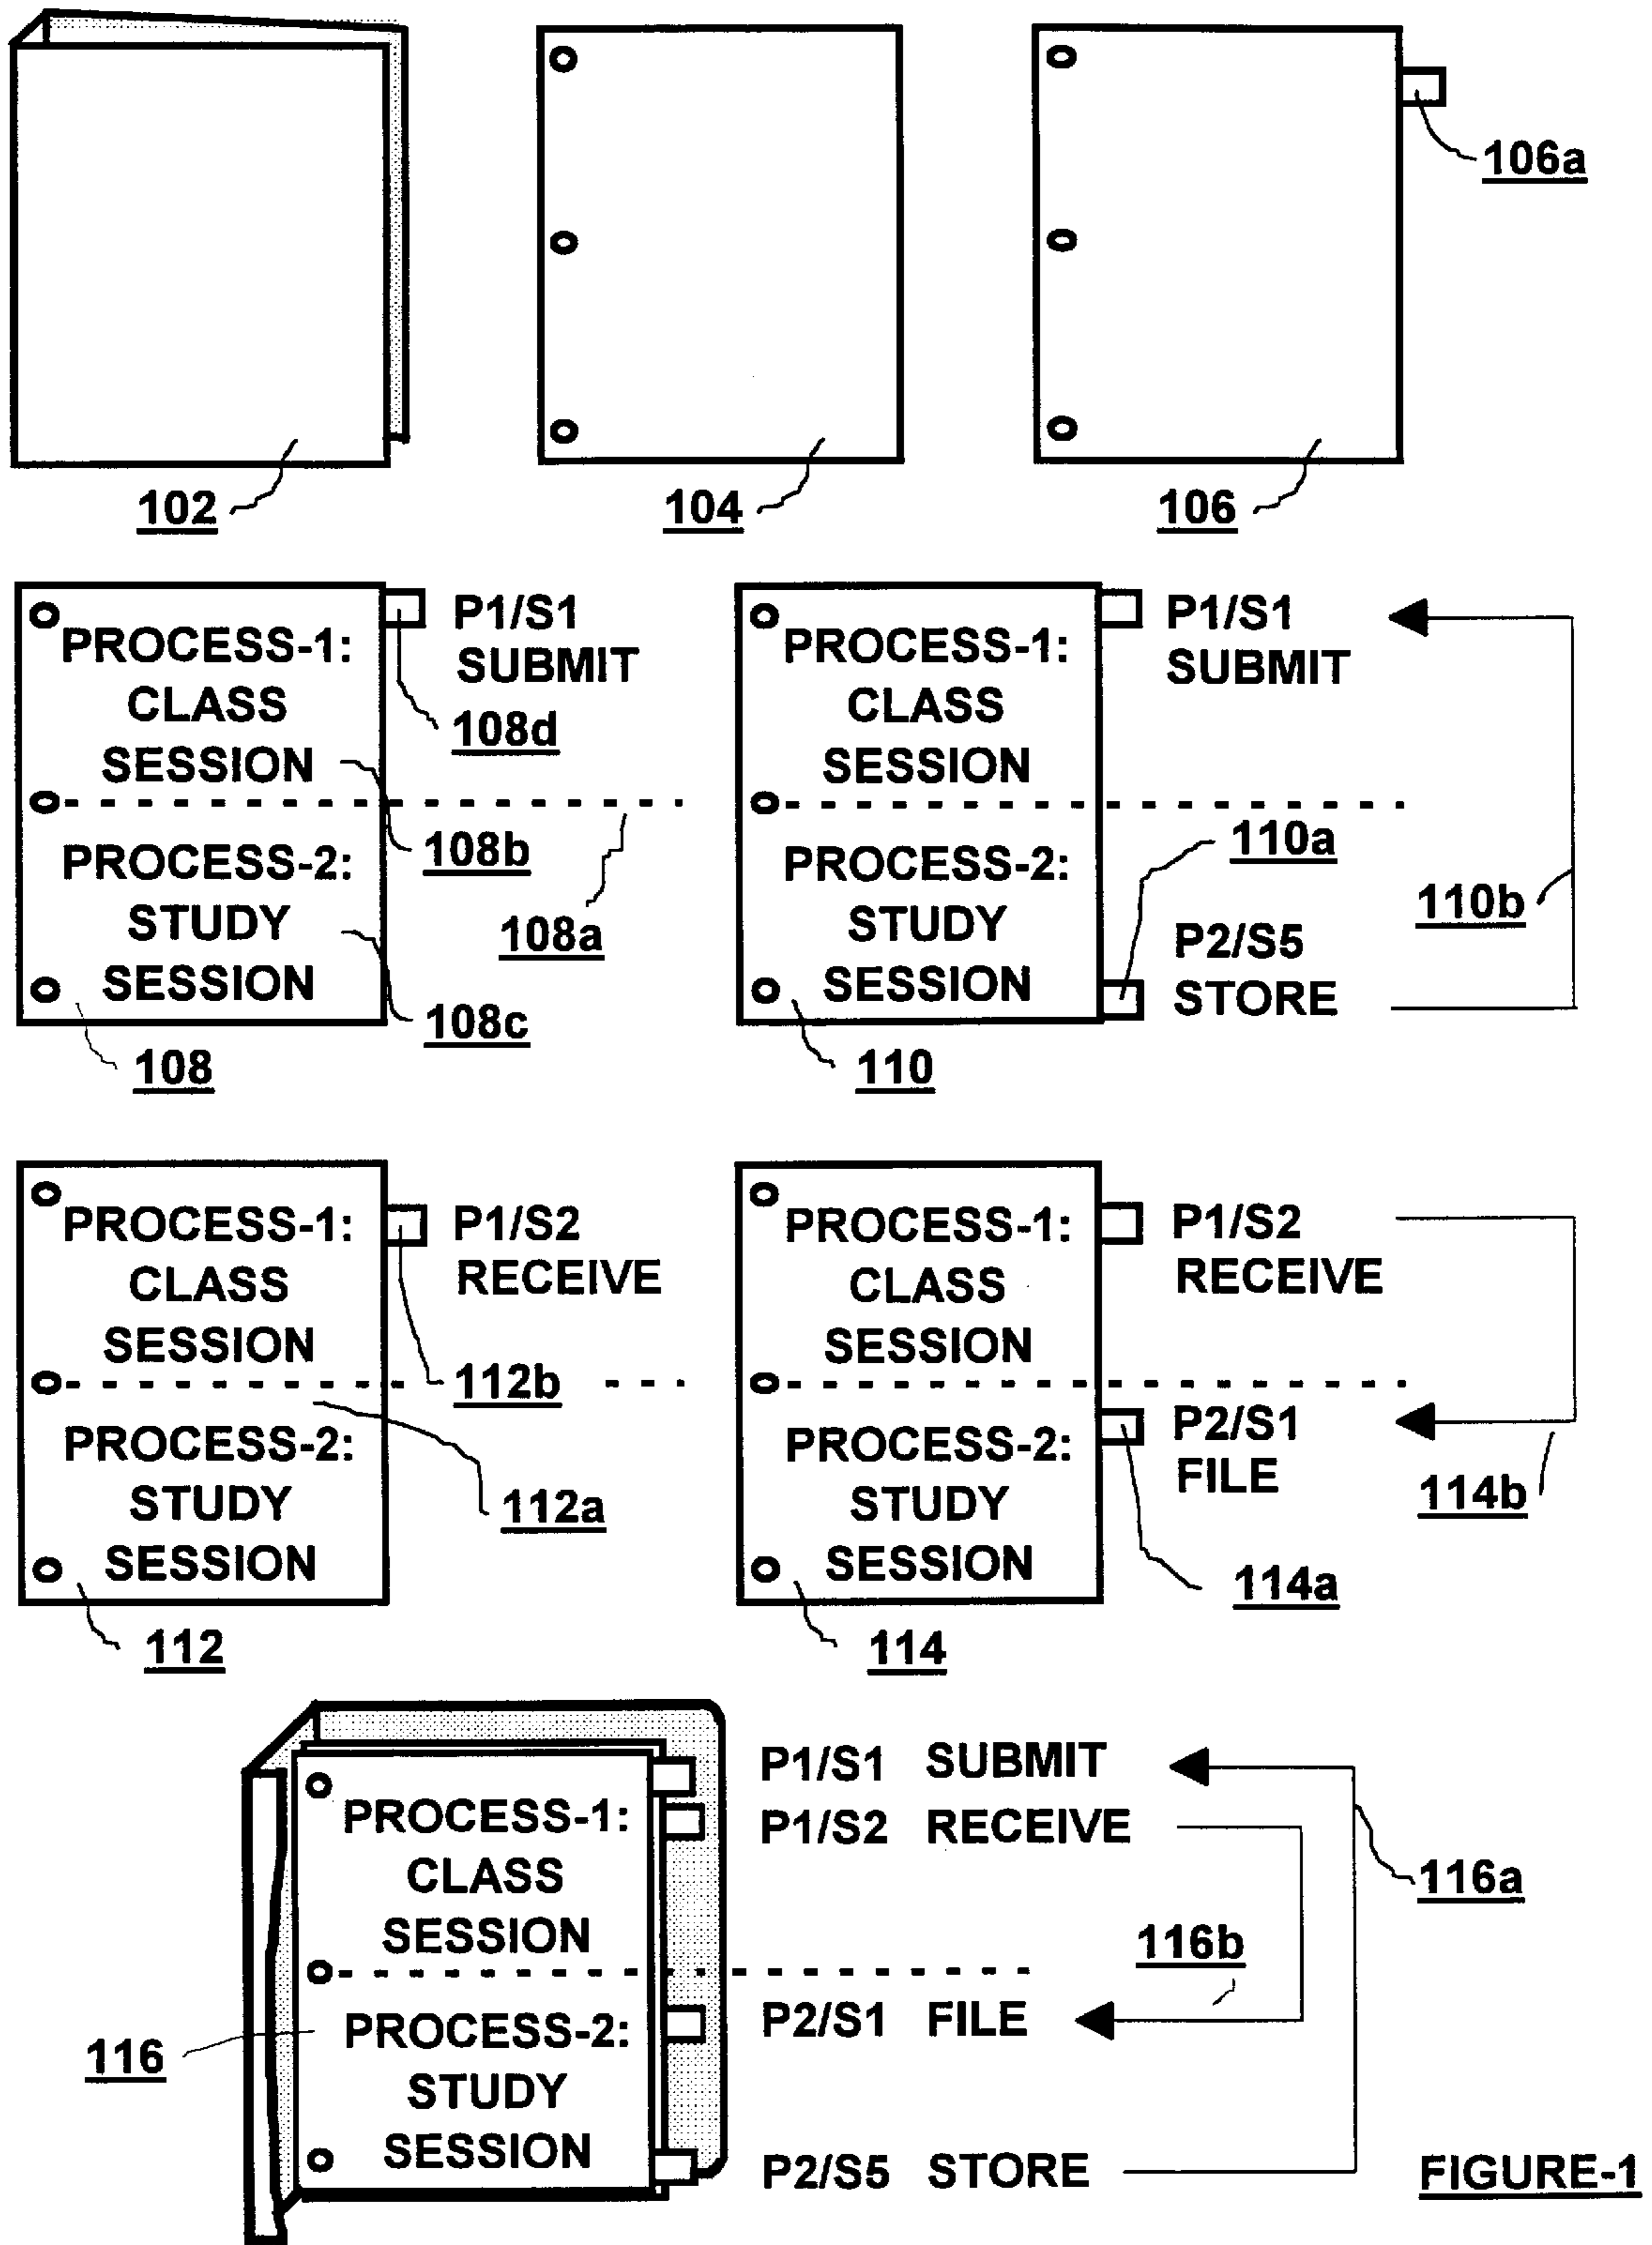 106a
102
104
106
PROCESS-1:
CLASS
SESSION
PROCESS-2:
STUDY
SESSION
P1/S1
SUBMIT
108d
108b
108a
108c
108
PROCESS-1:
CLASS
SESSION
PROCESS-2:
STUDY
SESSION
P1/S1
SUBMIT
110a
110b
P2/S5
STORE
110
PROCESS-1:
CLASS
SESSION
PROCESS-2:
STUDY
SESSION
P1/S2
RECEIVE
112b
112a
112
PROCESS-1:
CLASS
SESSION
PROCESS-2:
STUDY
SESSION
P1/S2
RECEIVE
P2/S1
FILE
114b
114a
114
PROCESS-1:
CLASS
SESSION
PROCESS-2:
STUDY
SESSION
116
P1/S1 SUBMIT
P1/S2 RECEIVE
116a
116b
P2/S1 FILE
P2/S5 STORE
FIGURE-1